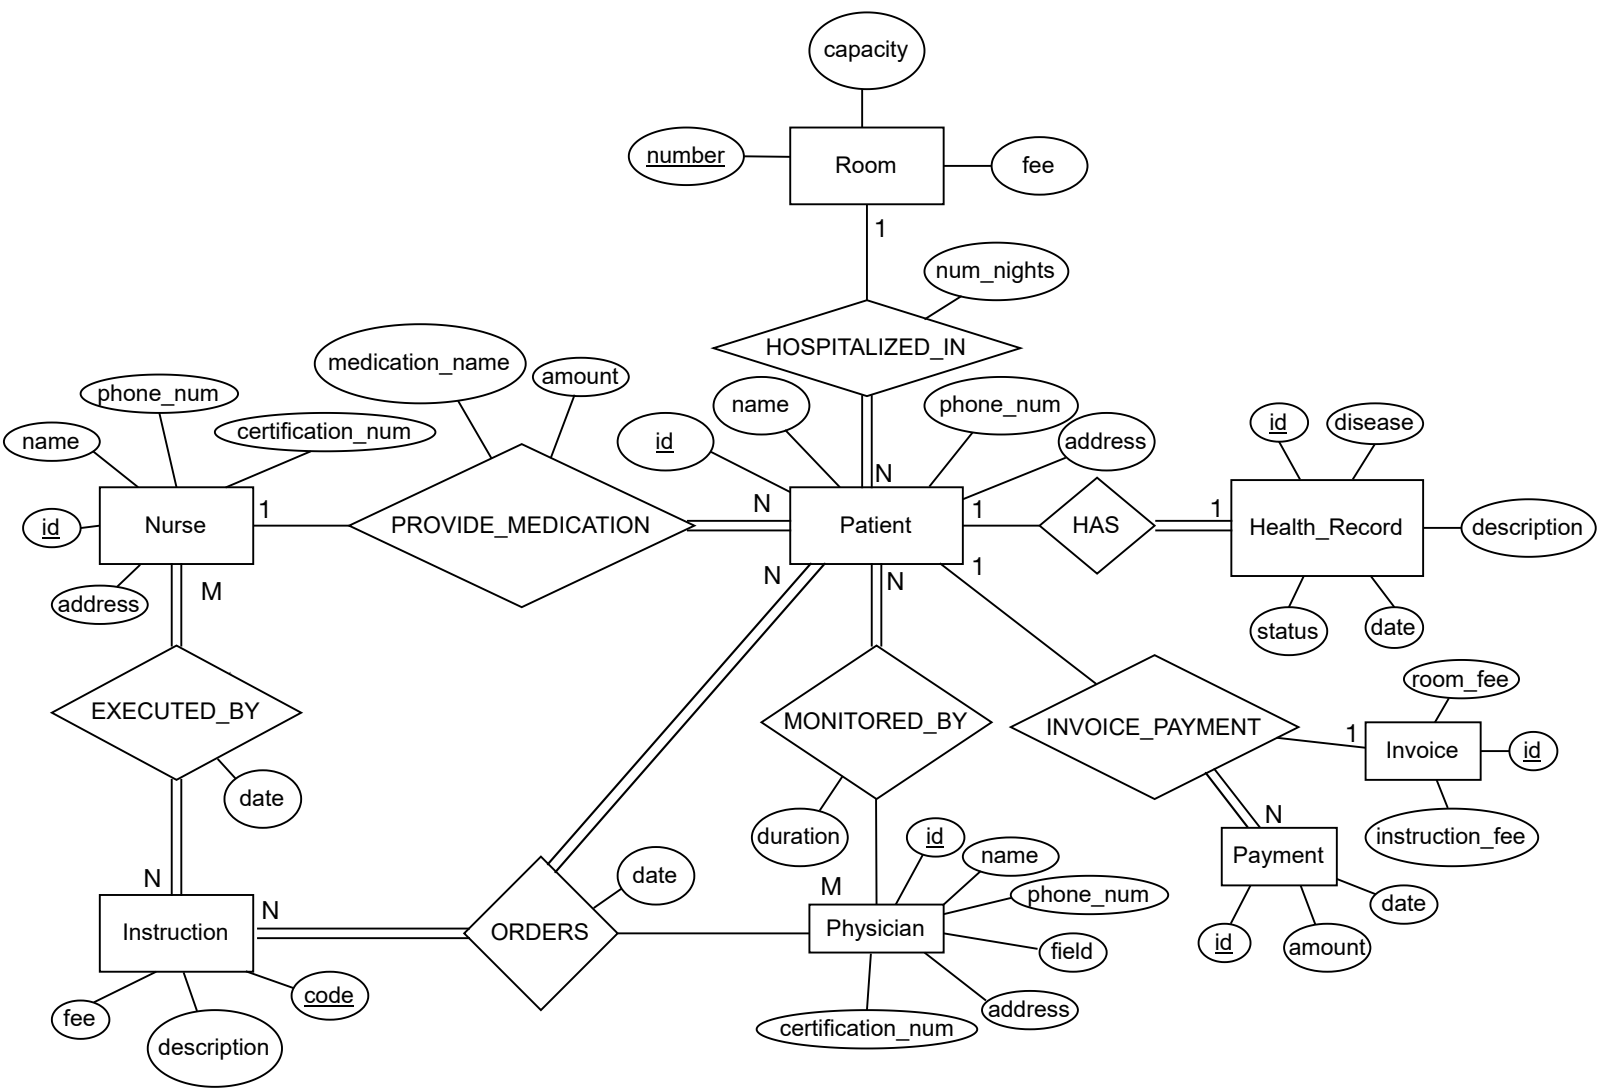 capacity
number
Room
fee
1
num_nights
HOSPITALIZED_IN
medication_name
amount
phone_num
name
certification_num
id
name
phone_num
address
id
disease
N
id
Nurse
1
PROVIDE_MEDICATION
N
Patient
1
HAS
1
Health_Record
description
address
M
N
N
1
status
date
EXECUTED_BY
MONITORED_BY
INVOICE_PAYMENT
room_fee
1
Invoice
id
date
duration
N
instruction_fee
id
name
Payment
N
date
M
phone_num
date
N
Instruction
ORDERS
Physician
field
id
amount
fee
code
description
certification_num
address